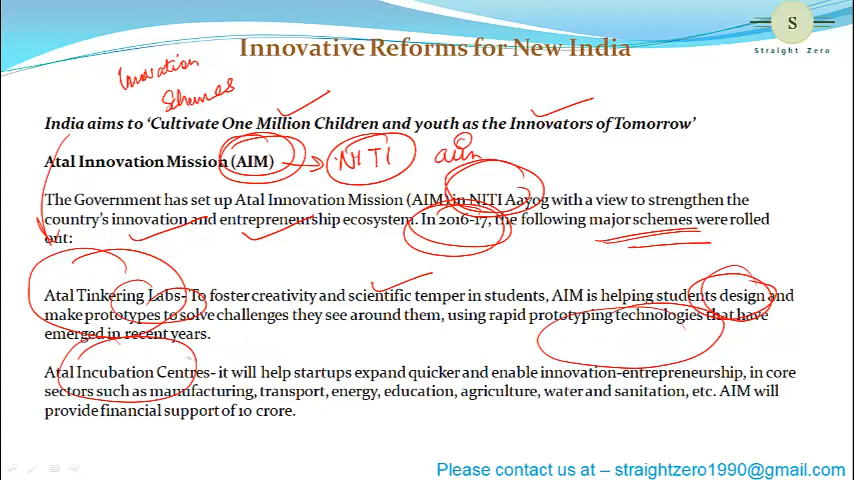 S
Straight Zero
Innovative Reforms for New India
Innovation
Schemes
India aims to 'Cultivate One Million Children and youth as the Innovators of Tomorrow'
Atal Innovation Mission (AIM) NITI aim
The Government has set up Atal Innovation Mission (AIM) in NITI Aayog with a view to strengthen the
country's innovation and entrepreneurship ecosystem. In 2016-17, the following major schemes were rolled
out:
Atal Tinkering Labs- To foster creativity and scientific temper in students, AIM is helping students design and
make prototypes to solve challenges they see around them, using rapid prototyping technologies that have
emerged in recent years.
Atal Incubation Centres- it will help startups expand quicker and enable innovation-entrepreneurship, in core
sectors such as manufacturing, transport, energy, education, agriculture, water and sanitation, etc. AIM will
provide financial support of 10 crore.
Please contact us at – straightzero1990@gmail.com